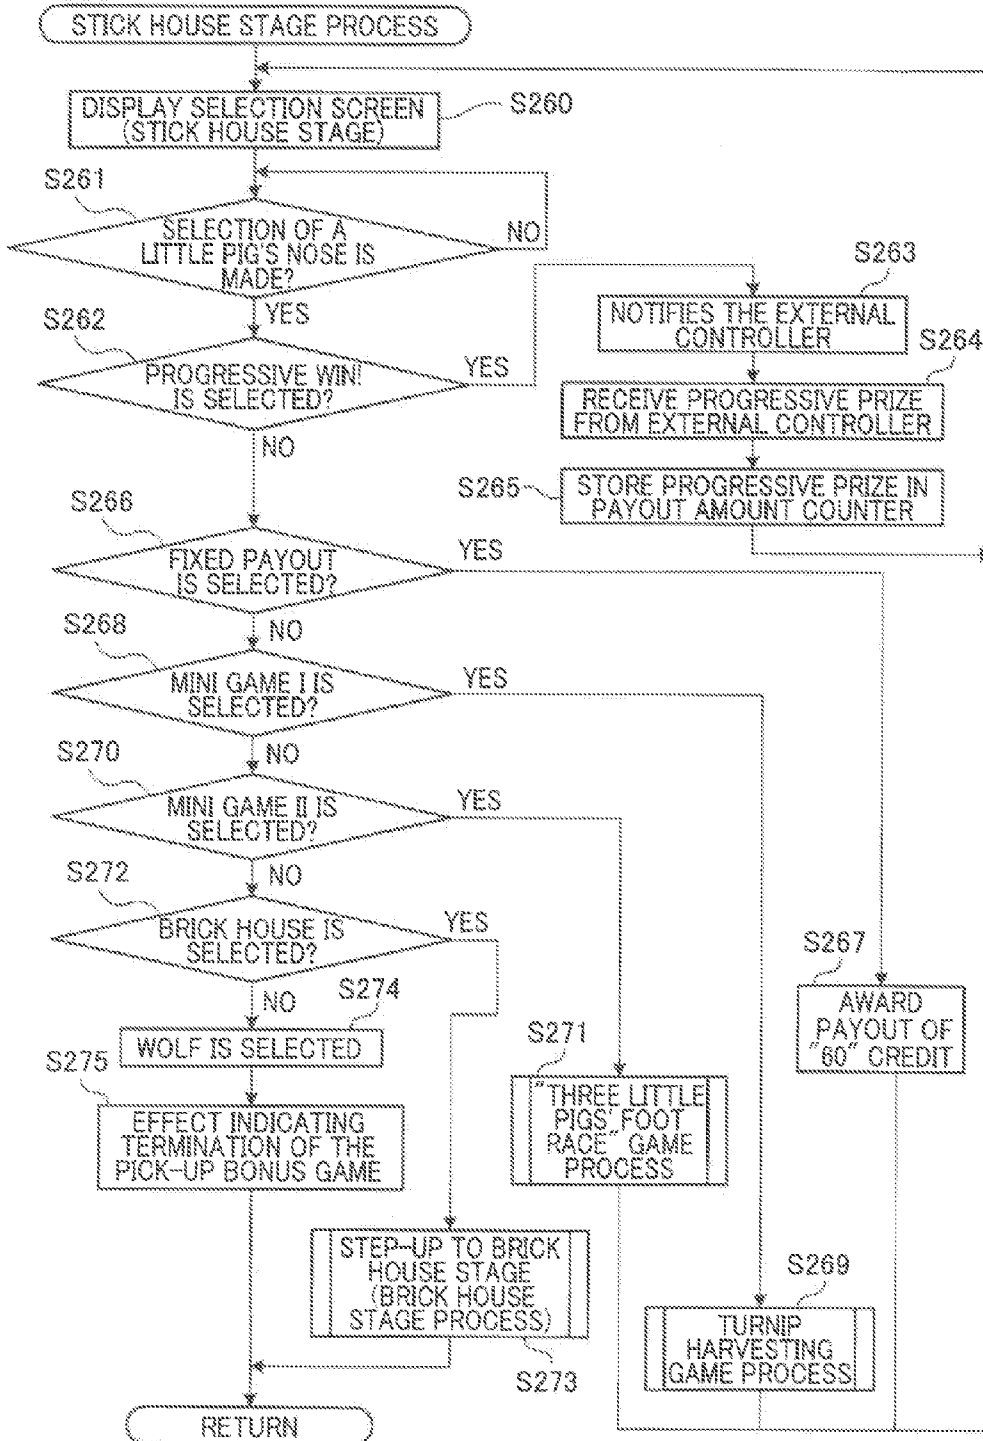 STICK HOUSE STAGE PROCESS
DISPLAY SELECTION SCREEN
(STICK HOUSE STAGE)
S260
S261
SELECTION OF A
LITTLE PIG'S NOSE IS
MADE?
NO
YES
S262
PROGRESSIVE WIN!
IS SELECTED?
YES
NO
S263
NOTIFIES THE EXTERNAL
CONTROLLER
S264
RECEIVE PROGRESSIVE PRIZE
FROM EXTERNAL CONTROLLER
S265
STORE PROGRESSIVE PRIZE IN
PAYOUT AMOUNT COUNTER
S266
FIXED PAYOUT
IS SELECTED?
YES
NO
S268
MINI GAME I IS
SELECTED?
YES
NO
S270
MINI GAME II IS
SELECTED?
YES
NO
S272
BRICK HOUSE IS
SELECTED?
YES
NO
S274
WOLF IS SELECTED
S275
EFFECT INDICATING
TERMINATION OF THE
PICK-UP BONUS GAME
S267
AWARD
PAYOUT OF
"60" CREDIT
S271
"THREE LITTLE
PIGS' FOOT
RACE" GAME
PROCESS
STEP-UP TO BRICK
HOUSE STAGE
(BRICK HOUSE
STAGE PROCESS)
S273
S269
TURNIP
HARVESTING
GAME PROCESS
RETURN